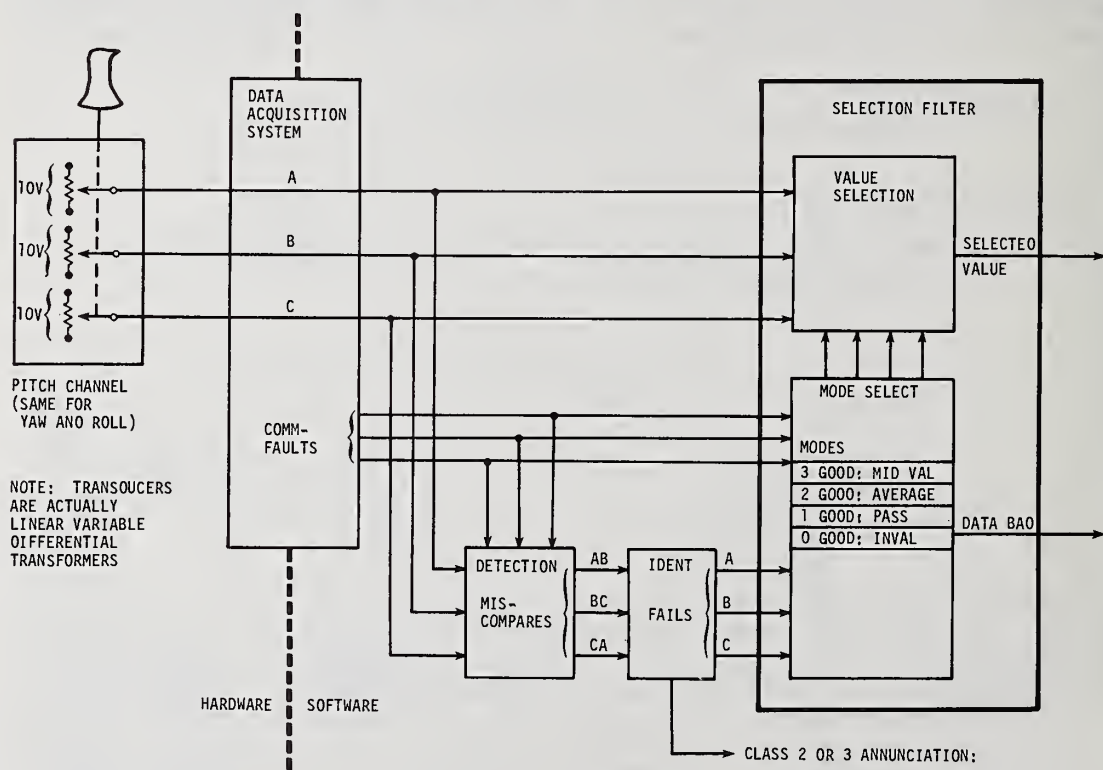 DATA
ACQUISITION
SYSTEM
SELECTION FILTER
10V
A
VALUE
SELECTION
10V
B
SELECTEO
VALUE
10V
C
PITCH CHANNEL
(SAME FOR
YAW ANO ROLL)
MODE SELECT
COMM-
FAULTS
MODES
3 GOOD: MID VAL
2 GOOO: AVERAGE
1 GOOD: PASS
0 GOOD: INVAL
DATA BAO
NOTE: TRANSOUCERS
ARE ACTUALLY
LINEAR VARIABLE
OIFFERENTIAL
TRANSFORMERS
DETECTION
MIS-
COMPARES
AB
BC
CA
IDENT
FAILS
A
B
C
HARDWARE
SOFTWARE
CLASS 2 OR 3 ANNUNCIATION: